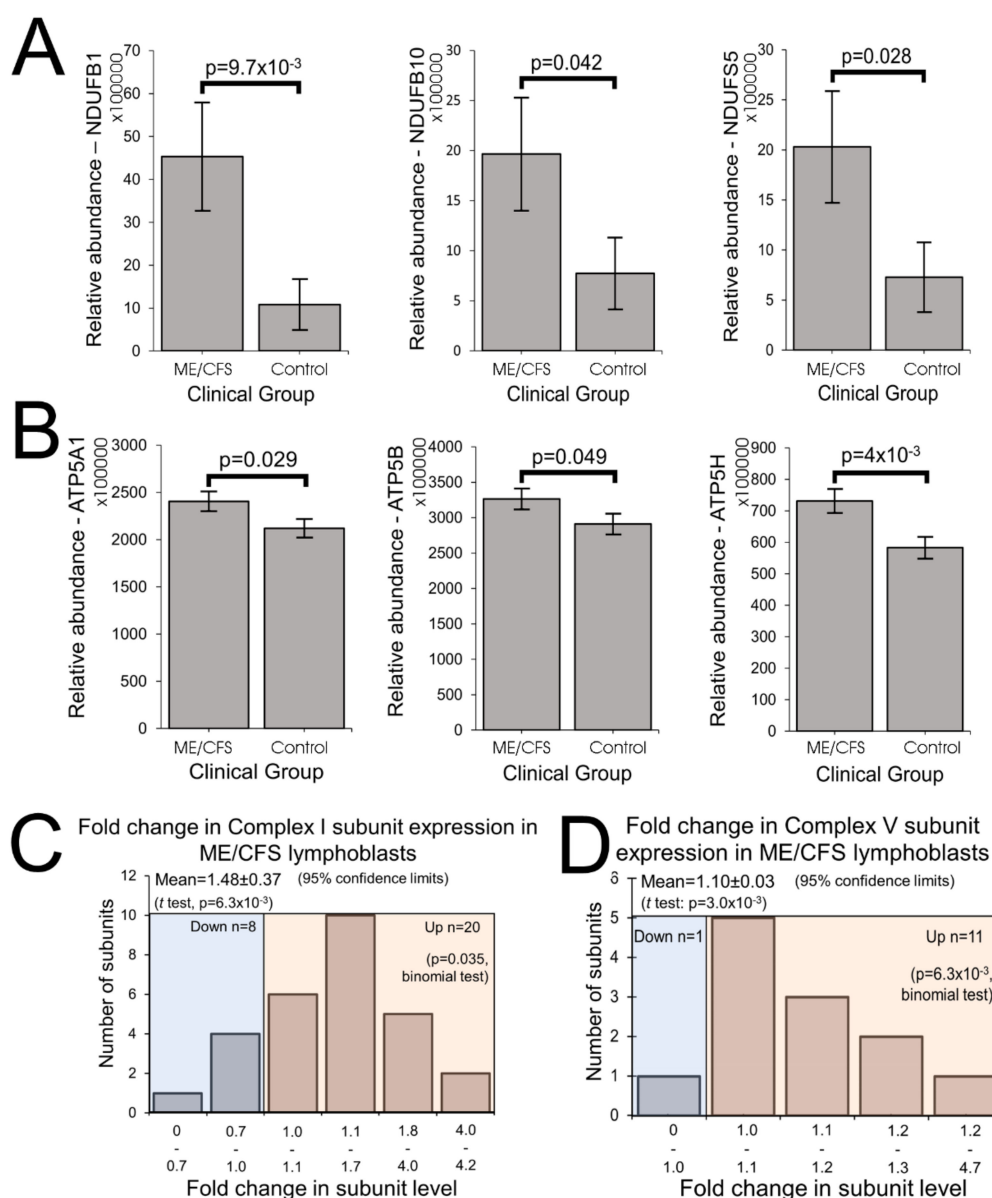 A
Relative abundance – NDUFB1
x100000
70
60
50
40
30
20
10
0
p=9.7x10-3
ME/CFS Control
Clinical Group
Relative abundance - NDUFB10
x100000
30
25
20
15
10
5
0
p=0.042
ME/CFS Control
Clinical Group
Relative abundance - NDUFS5
x100000
30
25
20
15
10
5
0
p=0.028
ME/CFS Control
Clinical Group
B
Relative abundance - ATP5A1
x100000
3000
2500
2000
1500
1000
500
0
p=0.029
ME/CFS Control
Clinical Group
Relative abundance - ATP5B
x100000
4000
3500
3000
2500
2000
1500
1000
500
0
p=0.049
ME/CFS Control
Clinical Group
Relative abundance - ATP5H
x100000
900
800
700
600
500
400
300
200
100
0
p=4x10-3
ME/CFS Control
Clinical Group
C
Fold change in Complex I subunit expression in
ME/CFS lymphoblasts
Mean=1.48±0.37 (95% confidence limits)
(t test, p=6.3x10-3)
Down n=8
Up n=20
(p=0.035,
binomial test)
Number of subunits
12
10
8
6
4
2
0
0 0.7 1.0 1.1 1.8 4.0
- - - - - -
0.7 1.0 1.1 1.7 4.0 4.2
Fold change in subunit level
D
Fold change in Complex V subunit
expression in ME/CFS lymphoblasts
Mean=1.10±0.03 (95% confidence limits)
(t test: p=3.0x10-3)
Down n=1
Up n=11
(p=6.3x10-3,
binomial test)
Number of subunits
6
5
4
3
2
1
0
0 1.0 1.1 1.2 1.2
- - - - -
1.0 1.1 1.2 1.3 4.7
Fold change in subunit level